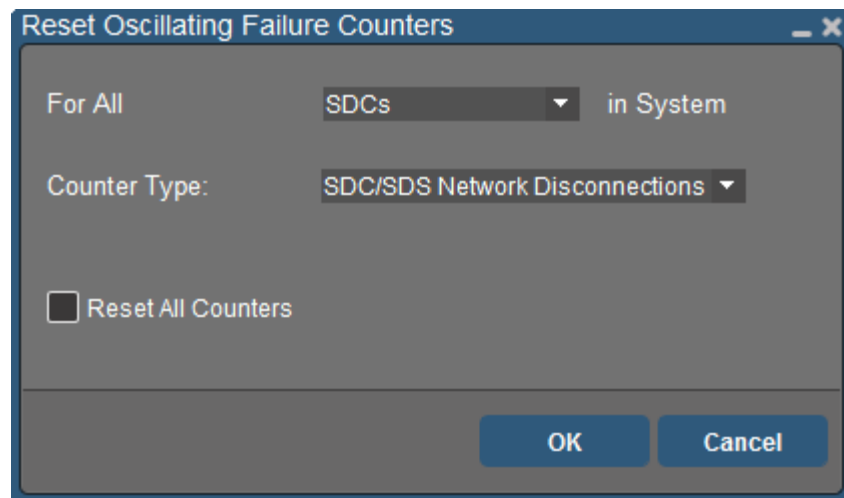 Reset Oscillating Failure Counters
For All SDCs in System
Counter Type: SDC/SDS Network Disconnections
Reset All Counters
OK Cancel